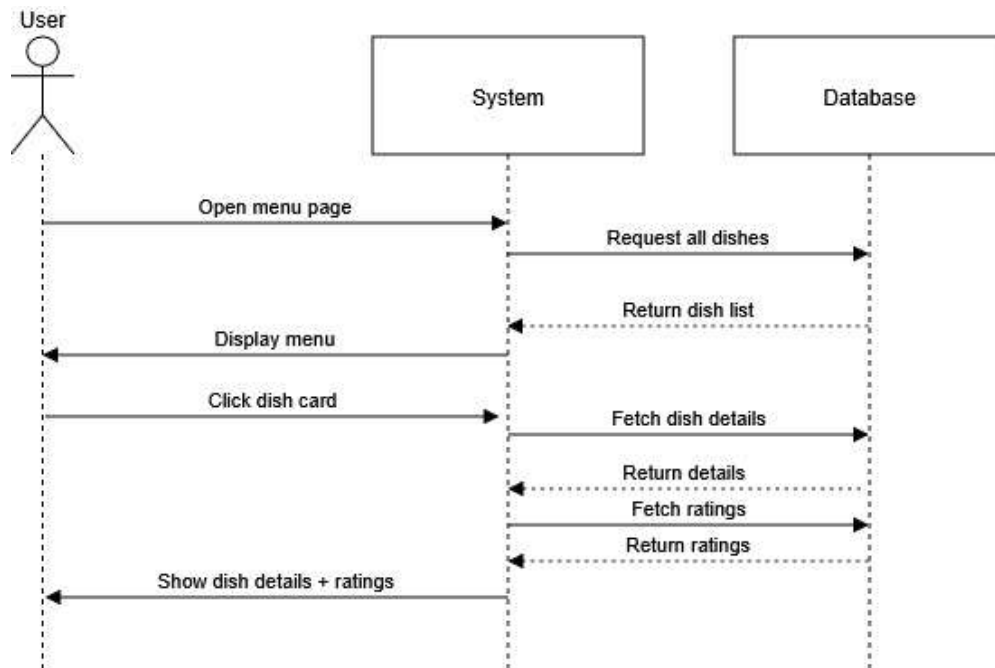 User
System
Database
Open menu page
Request all dishes
Return dish list
Display menu
Click dish card
Fetch dish details
Return details
Fetch ratings
Return ratings
Show dish details + ratings